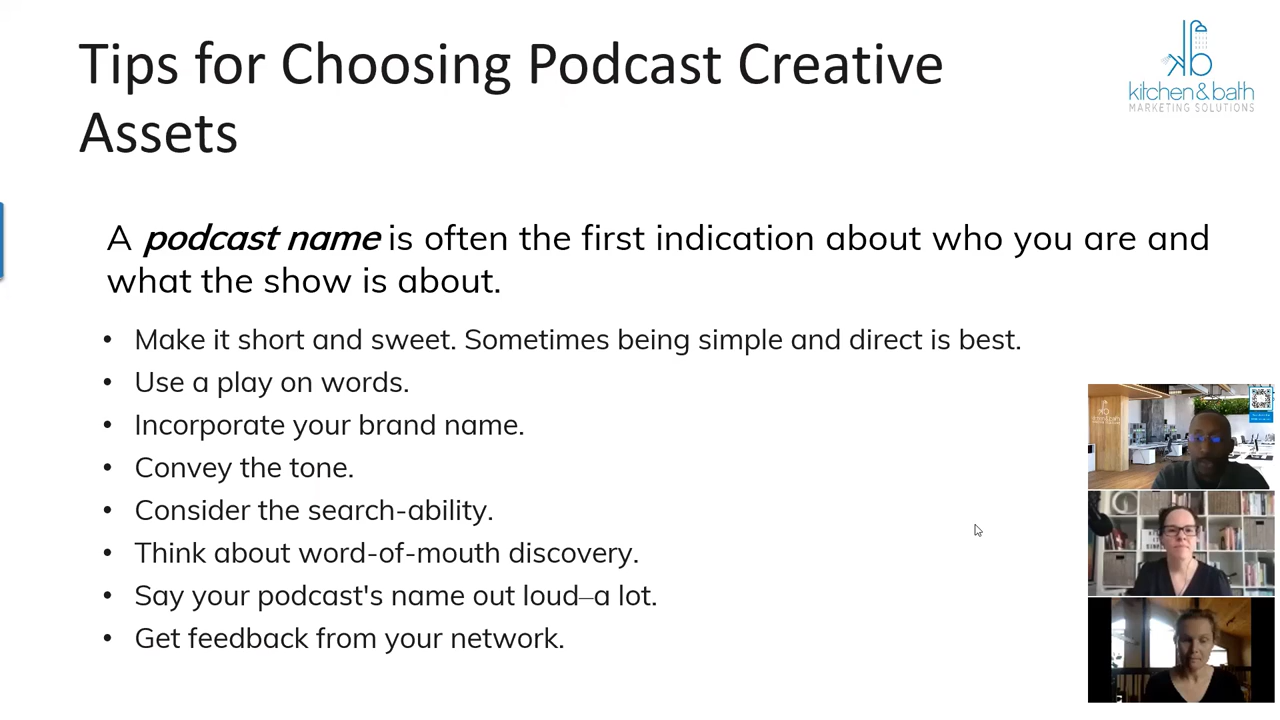 Tips for Choosing Podcast Creative
Assets
kb
kitchen&bath
MARKETING SOLUTIONS
A podcast name is often the first indication about who you are and
what the show is about.
• Make it short and sweet. Sometimes being simple and direct is best.
• Use a play on words.
• Incorporate your brand name.
• Convey the tone.
• Consider the search-ability.
• Think about word-of-mouth discovery.
• Say your podcast's name out loud–a lot.
• Get feedback from your network.